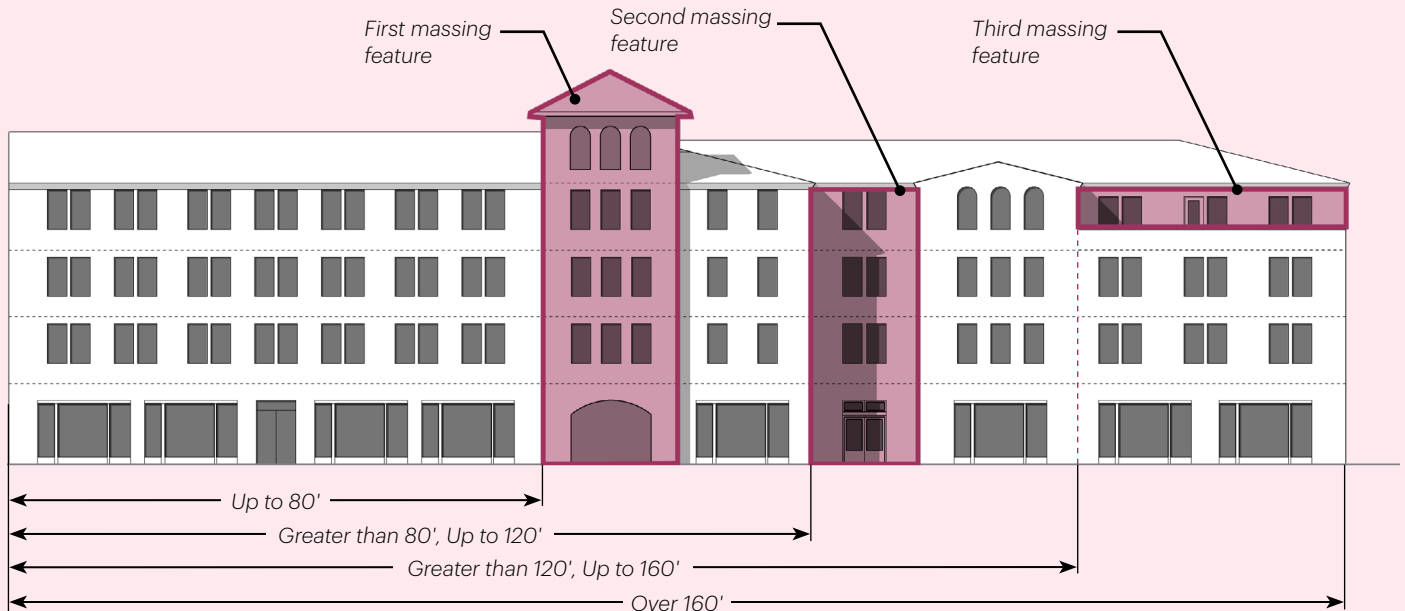 First massing
feature
Second massing
feature
Third massing
feature
Up to 80'
Greater than 80', Up to 120'
Greater than 120', Up to 160'
Over 160'